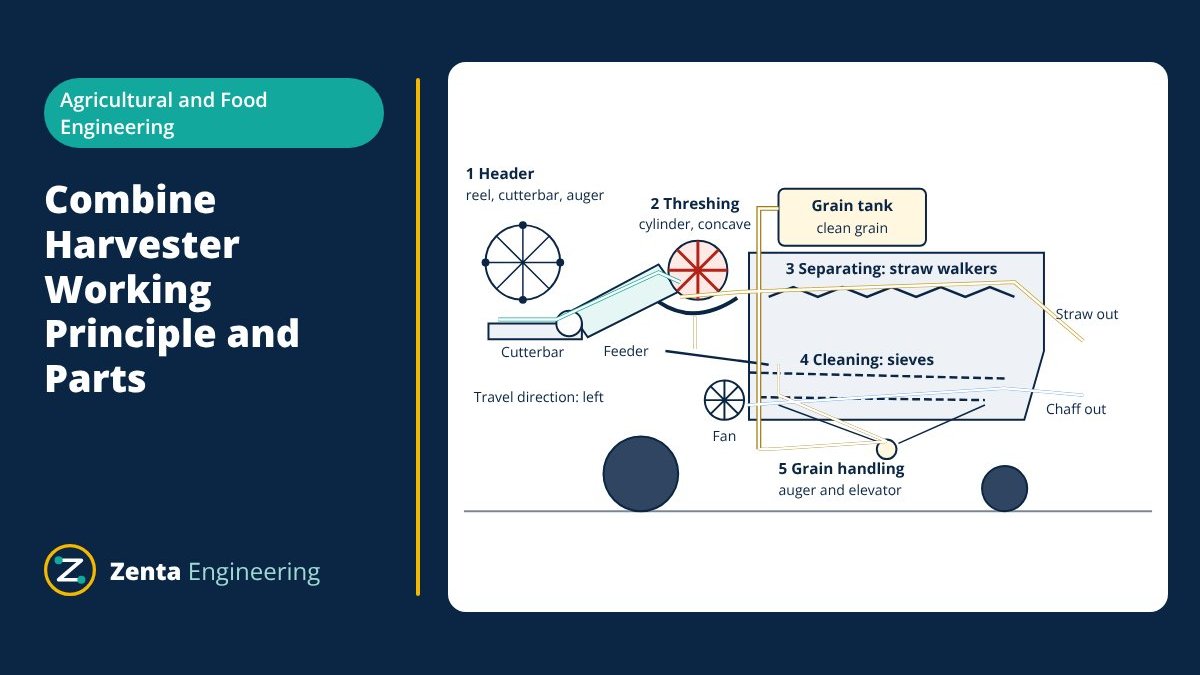 Agricultural and Food
Engineering
Combine
Harvester
Working
Principle and
Parts
Zenta Engineering
1 Header
reel, cutterbar, auger
2 Threshing
cylinder, concave
Grain tank
clean grain
3 Separating: straw walkers
Straw out
Cutterbar
Feeder
4 Cleaning: sieves
Travel direction: left
Chaff out
Fan
5 Grain handling
auger and elevator